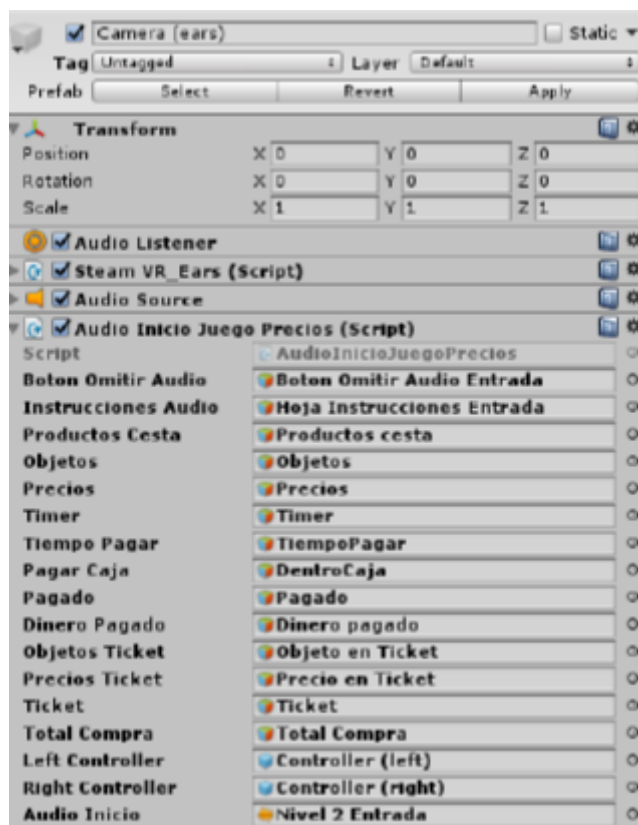 Camera (ears) Static
Tag Untagged Layer Default
Prefab Select Revert Apply
Transform
Position X 0 Y 0 Z 0
Rotation X 0 Y 0 Z 0
Scale X 1 Y 1 Z 1
Audio Listener
Steam VR_Ears (Script)
Audio Source
Audio Inicio Juego Precios (Script)
Script AudioInicioJuegoPrecios
Boton Omitir Audio Boton Omitir Audio Entrada
Instrucciones Audio Hoja Instrucciones Entrada
Productos Cesta Productos cesta
Objetos Objetos
Precios Precios
Timer Timer
Tiempo Pagar TiempoPagar
Pagar Caja DentroCaja
Pagado Pagado
Dinero Pagado Dinero pagado
Objetos Ticket Objeto en Ticket
Precios Ticket Precio en Ticket
Ticket Ticket
Total Compra Total Compra
Left Controller Controller (left)
Right Controller Controller (right)
Audio Inicio Nivel 2 Entrada